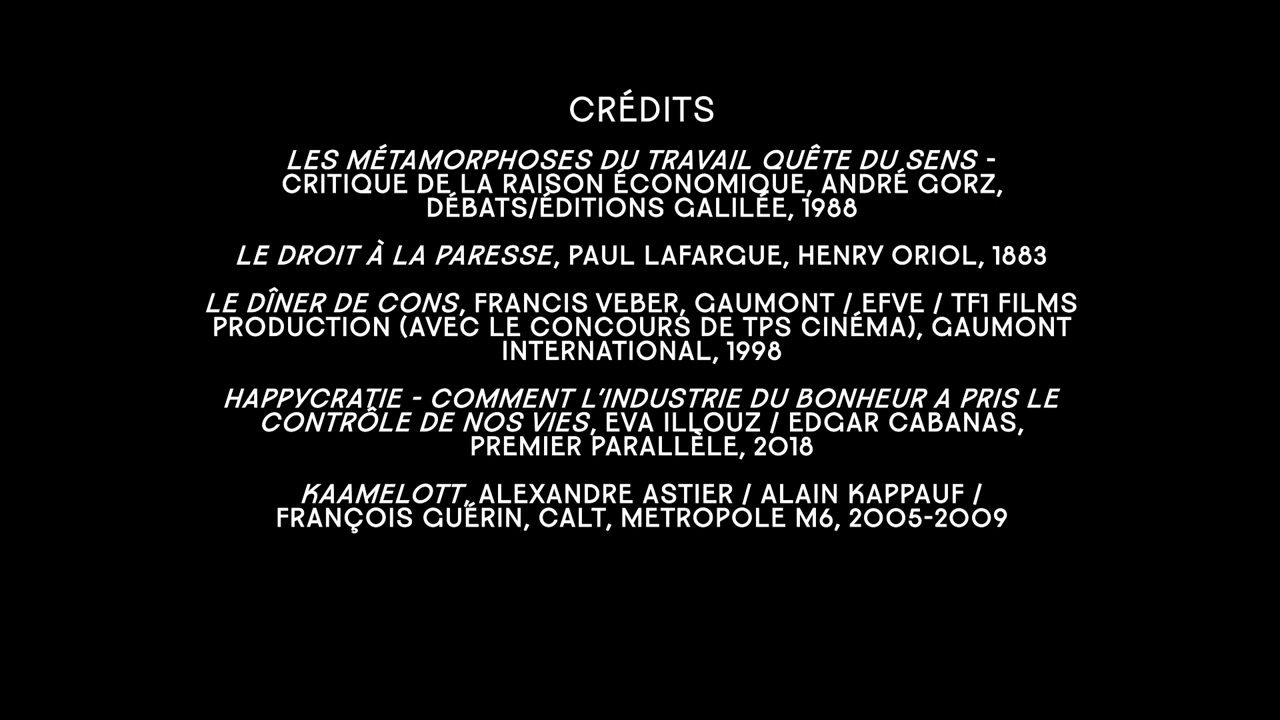 CRÉDITS
LES MÉTAMORPHOSES DU TRAVAIL QUÊTE DU SENS -
CRITIQUE DE LA RAISON ÉCONOMIQUE, ANDRÉ GORZ,
DÉBATS/ÉDITIONS GALILÉE, 1988
LE DROIT À LA PARESSE, PAUL LAFARGUE, HENRY ORIOL, 1883
LE DÎNER DE CONS, FRANCIS VEBER, GAUMONT / EFVE / TF1 FILMS
PRODUCTION (AVEC LE CONCOURS DE TPS CINÉMA), GAUMONT
INTERNATIONAL, 1998
HAPPYCRATIE - COMMENT L'INDUSTRIE DU BONHEUR A PRIS LE
CONTRÔLE DE NOS VIES, EVA ILLOUZ / EDGAR CABANAS,
PREMIER PARALLÈLE, 2018
KAAMELOTT, ALEXANDRE ASTIER / ALAIN KAPPAUF /
FRANÇOIS GUÉRIN, CALT, METROPOLE M6, 2005-2009